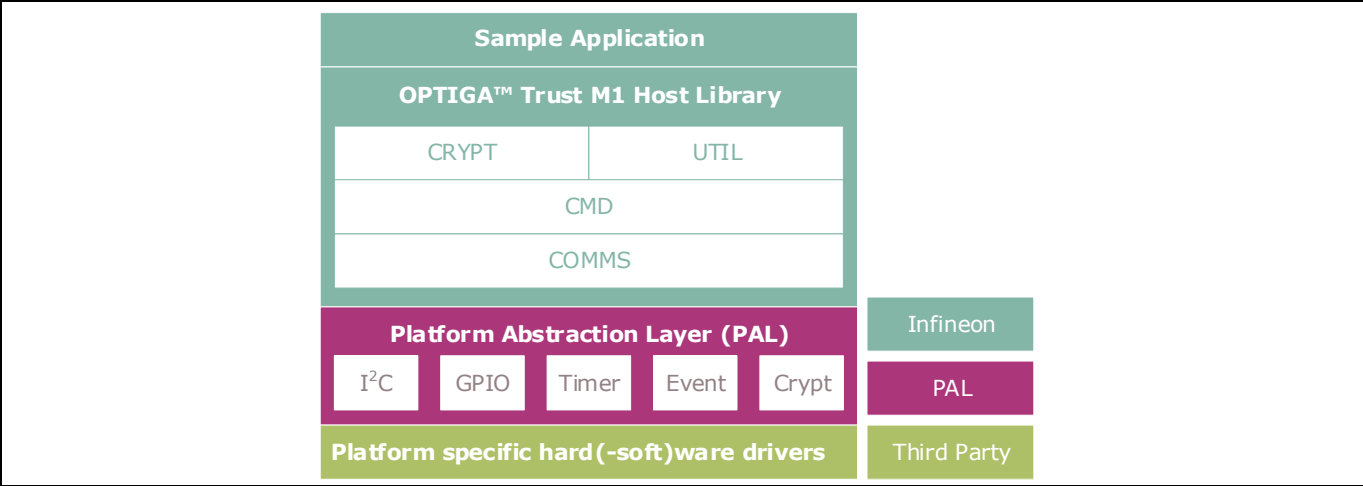 Sample Application
OPTIGA™ Trust M1 Host Library
CRYPT UTIL
CMD
COMMS
Platform Abstraction Layer (PAL)
I²C GPIO Timer Event Crypt
Platform specific hard(-soft)ware drivers
Infineon
PAL
Third Party